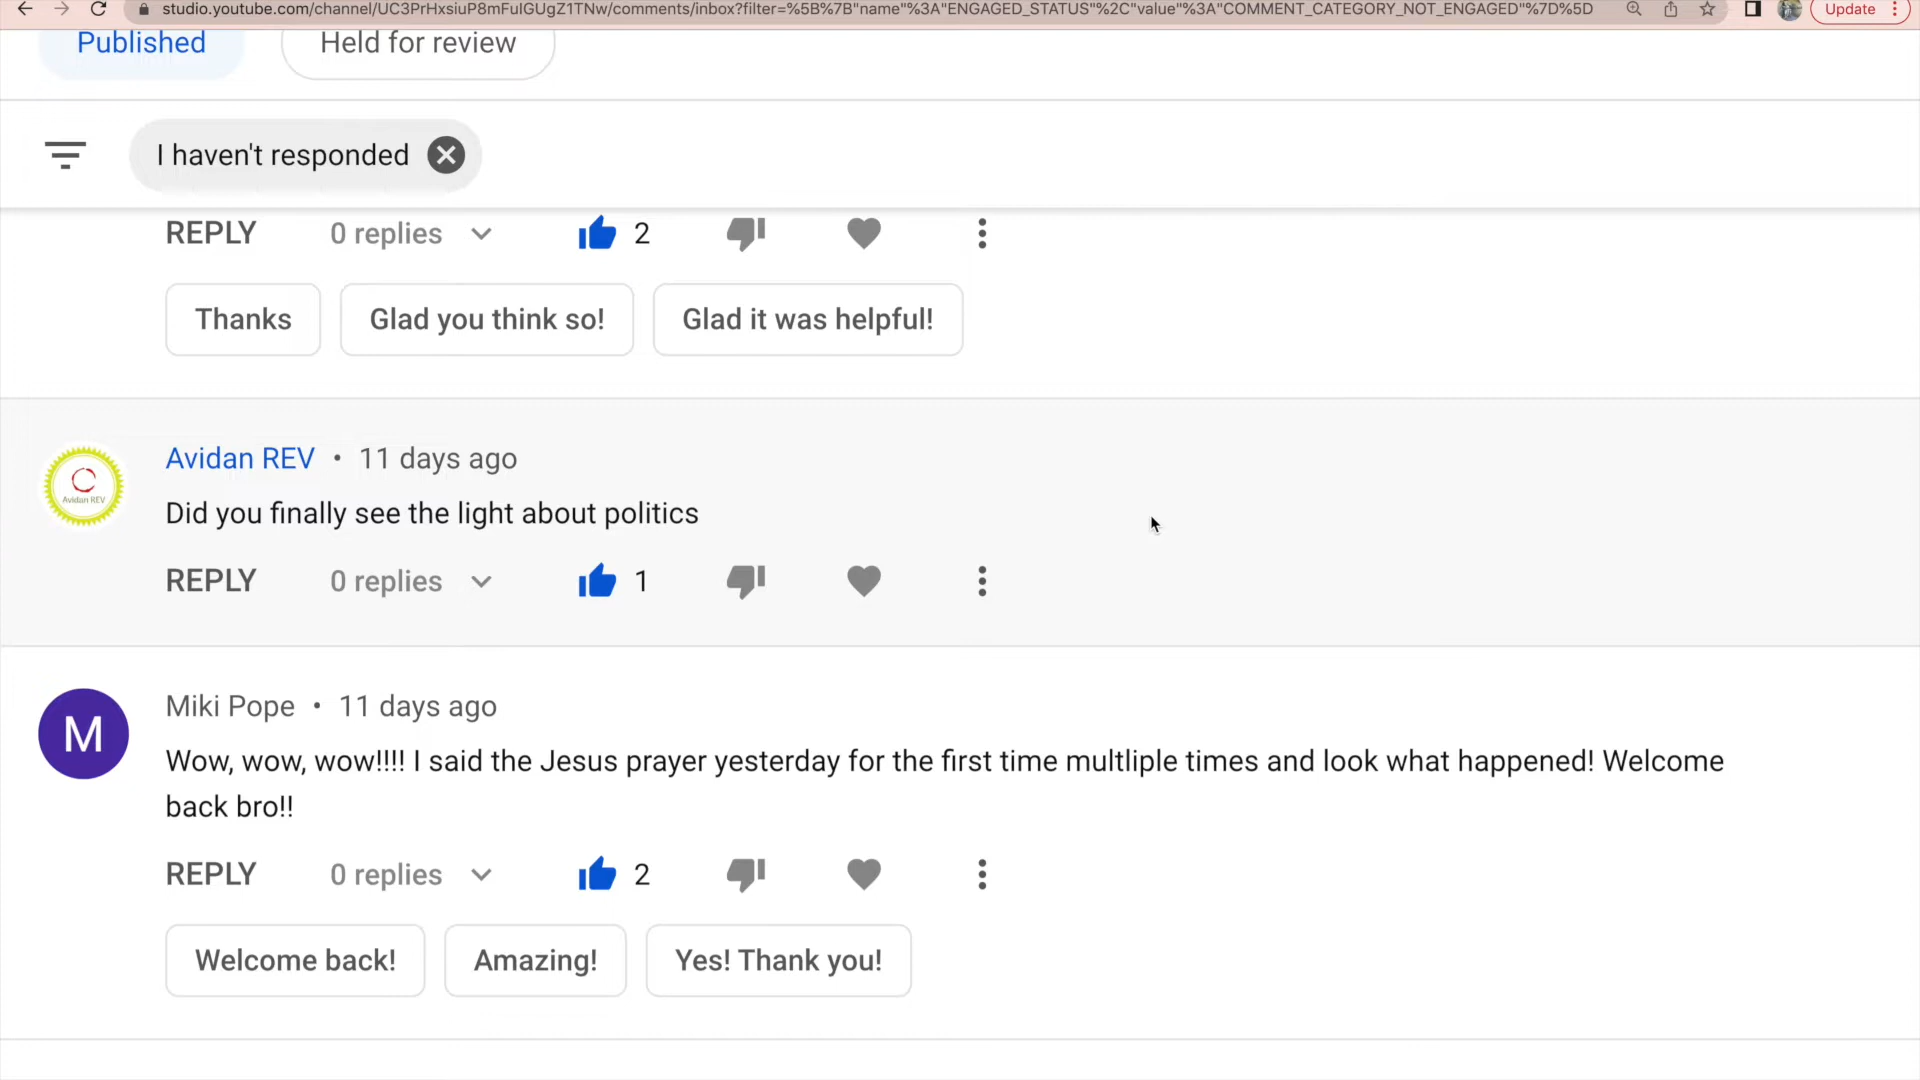 studio.youtube.com/channel/UC3PrHxsiuP8mFuIGUgZ1TNw/comments/inbox?filter=%5B%7B"name"%3A"ENGAGED_STATUS"%2C"value"%3A"COMMENT_CATEGORY_NOT_ENGAGED"%7D%5D
Update
Published
Held for review
I haven't responded
REPLY 0 replies 2
Thanks Glad you think so! Glad it was helpful!
Avidan REV • 11 days ago
Avidan REV
Did you finally see the light about politics
REPLY 0 replies 1
M
Miki Pope • 11 days ago
Wow, wow, wow!!!! I said the Jesus prayer yesterday for the first time multliple times and look what happened! Welcome
back bro!!
REPLY 0 replies 2
Welcome back! Amazing! Yes! Thank you!